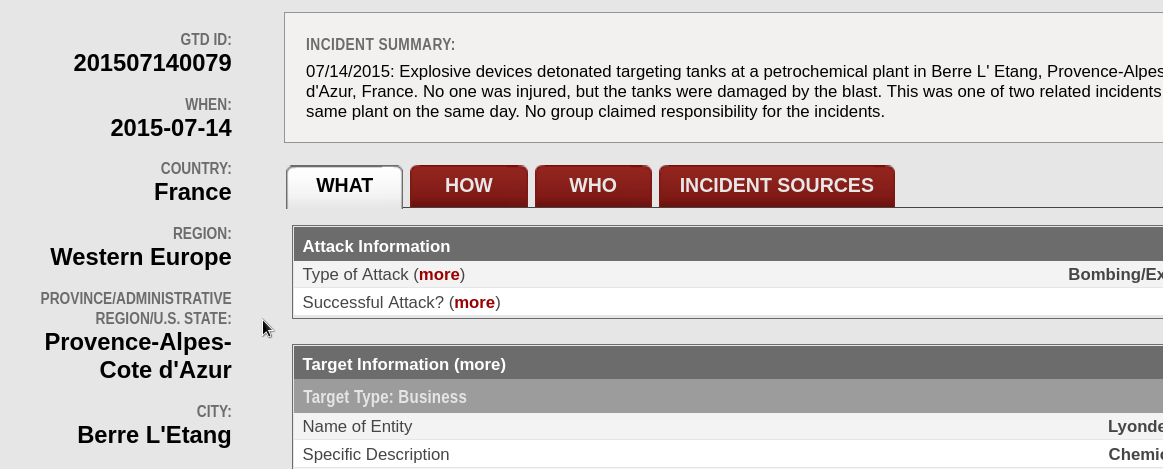 GTD ID:
201507140079
WHEN:
2015-07-14
COUNTRY:
France
REGION:
Western Europe
PROVINCE/ADMINISTRATIVE
REGION/U.S. STATE:
Provence-Alpes-
Cote d'Azur
CITY:
Berre L'Etang
INCIDENT SUMMARY:
07/14/2015: Explosive devices detonated targeting tanks at a petrochemical plant in Berre L' Etang, Provence-Alpes
d'Azur, France. No one was injured, but the tanks were damaged by the blast. This was one of two related incidents
same plant on the same day. No group claimed responsibility for the incidents.
WHAT HOW WHO INCIDENT SOURCES
Attack Information
Type of Attack (more) Bombing/Ex
Successful Attack? (more)
Target Information (more)
Target Type: Business
Name of Entity Lyonde
Specific Description Chemic